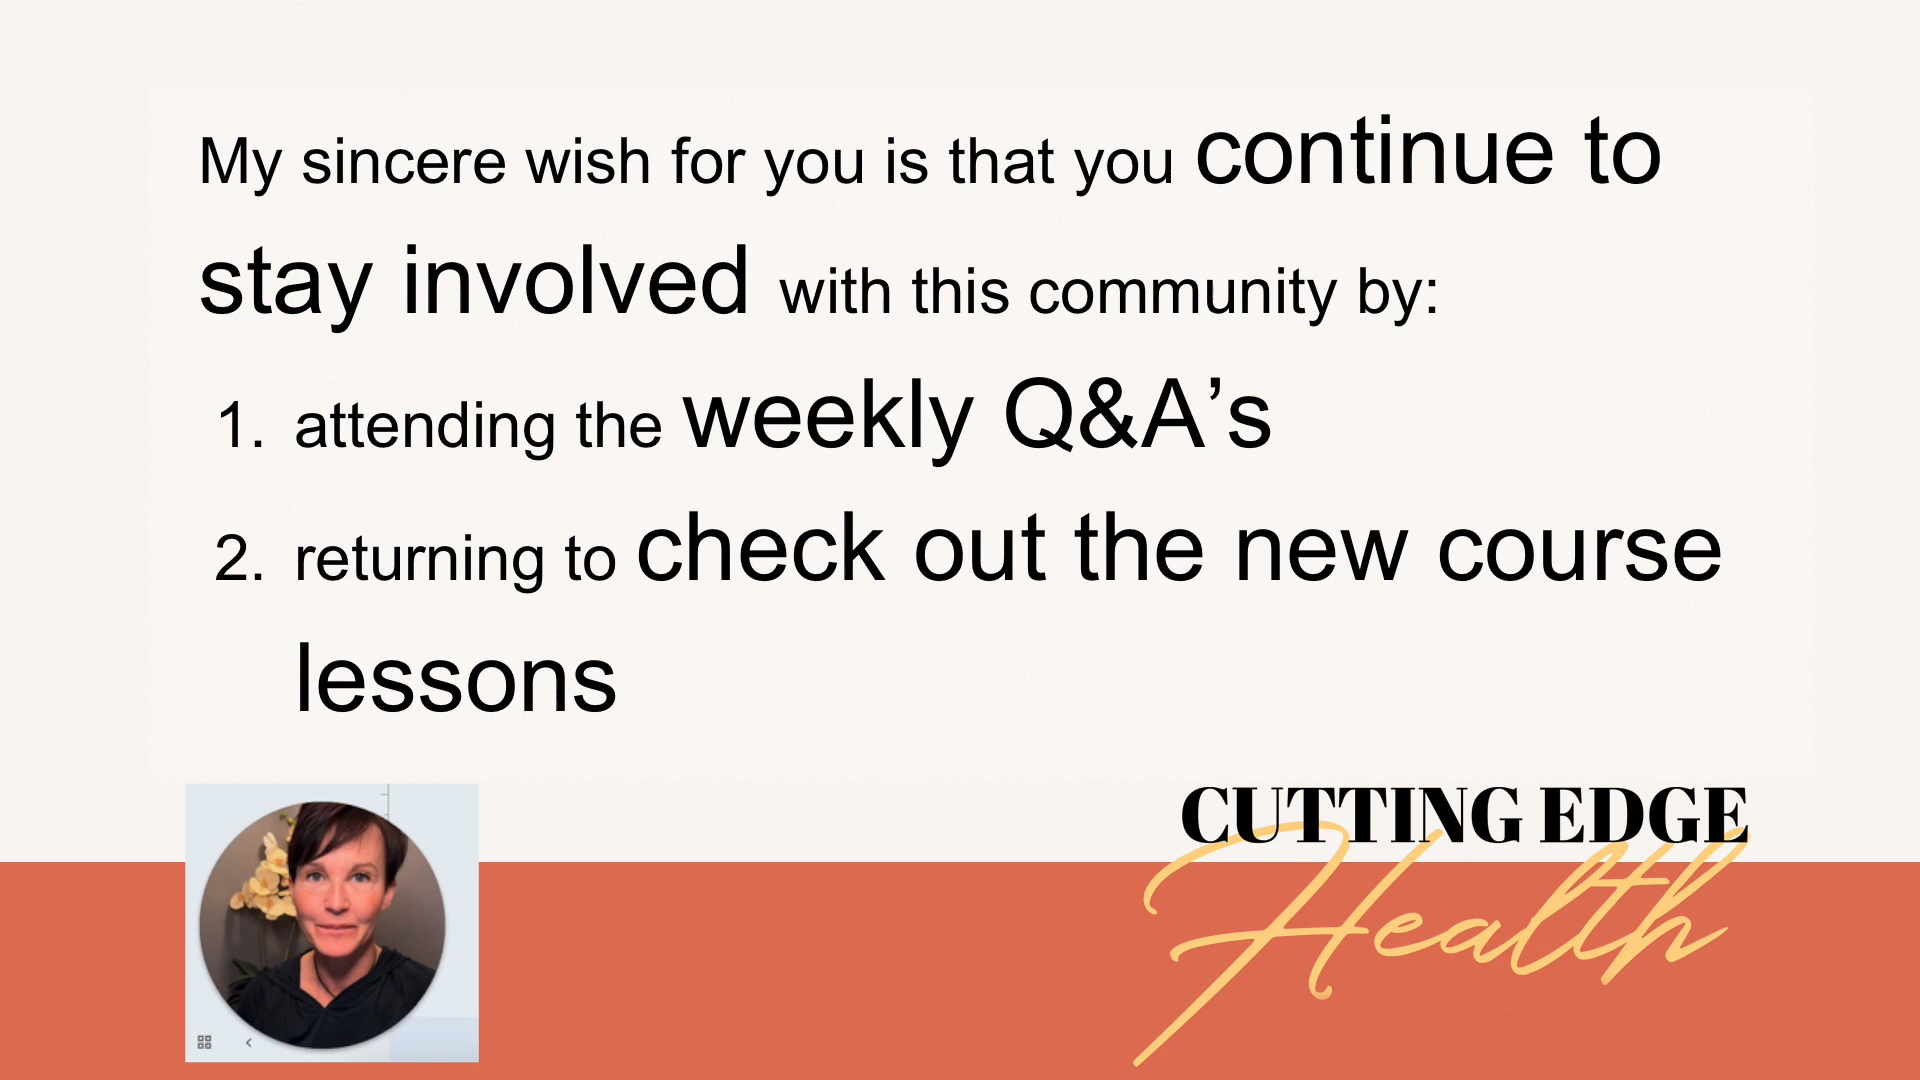 My sincere wish for you is that you continue to
stay involved with this community by:
1. attending the weekly Q&A’s
2. returning to check out the new course
lessons
CUTTING EDGE
Health